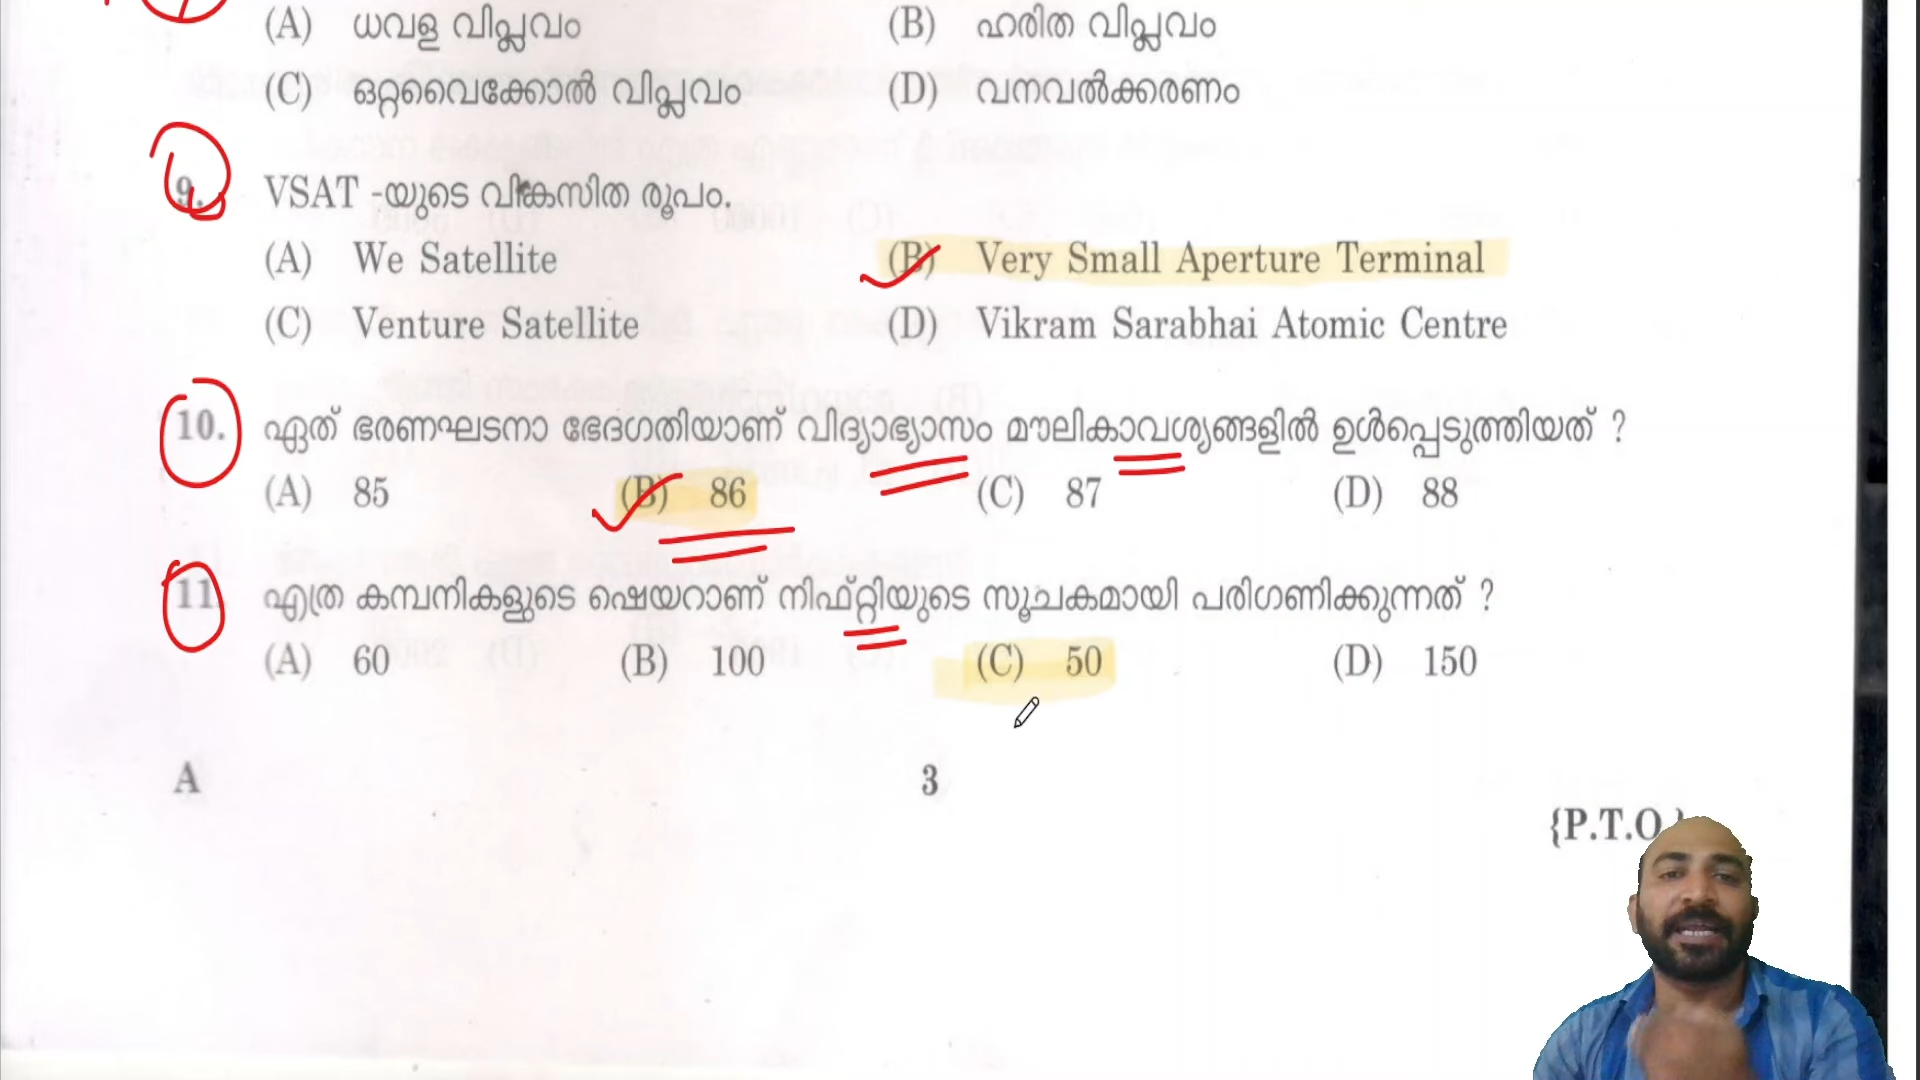 (A) ധവള വിപ്ലവം (B) ഹരിത വിപ്ലവം
(C) ഒറ്റവൈക്കോൽ വിപ്ലവം (D) വനവൽക്കരണം
9. VSAT -യുടെ വികസിത രൂപം.
(A) We Satellite (B) Very Small Aperture Terminal
(C) Venture Satellite (D) Vikram Sarabhai Atomic Centre
10. ഏത് ഭരണഘടനാ ഭേദഗതിയാണ് വിദ്യാഭ്യാസം മൗലികാവശ്യങ്ങളിൽ ഉൾപ്പെടുത്തിയത് ?
(A) 85 (B) 86 (C) 87 (D) 88
11. എത്ര കമ്പനികളുടെ ഷെയറാണ് നിഫ്റ്റിയുടെ സൂചകമായി പരിഗണിക്കുന്നത് ?
(A) 60 (B) 100 (C) 50 (D) 150
A 3
{P.T.O.}